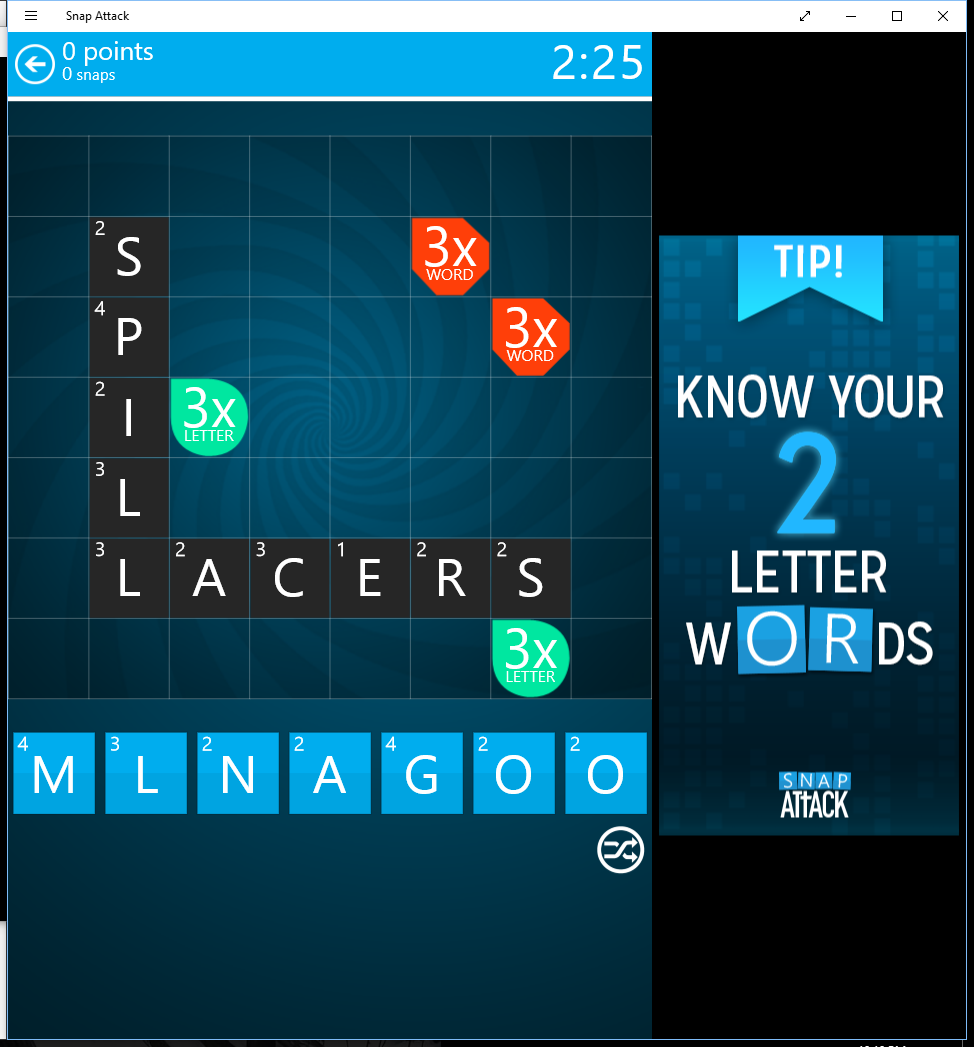 Snap Attack
0 points
0 snaps
2:25
2
S
3x
WORD
4
P
3x
WORD
2
I
3x
LETTER
3
L
3 2 3 1 2 2
L A C E R S
3x
LETTER
4 3 2 2 4 2 2
M L N A G O O
TIP!
KNOW YOUR
2
LETTER
WORDS
SNAP
ATTACK